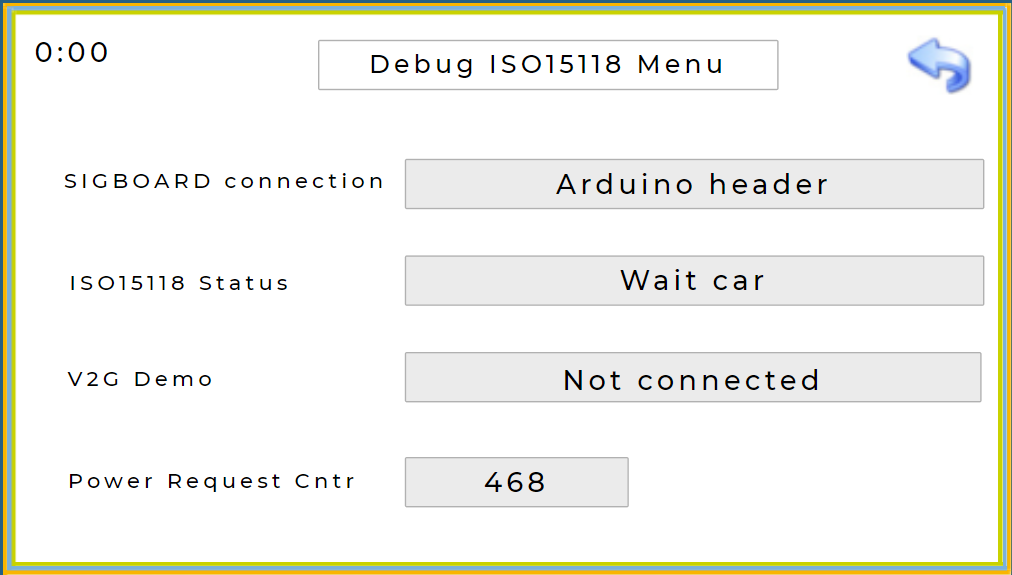 0:00
Debug ISO15118 Menu
SIGBOARD connection
Arduino header
ISO15118 Status
Wait car
V2G Demo
Not connected
Power Request Cntr
468